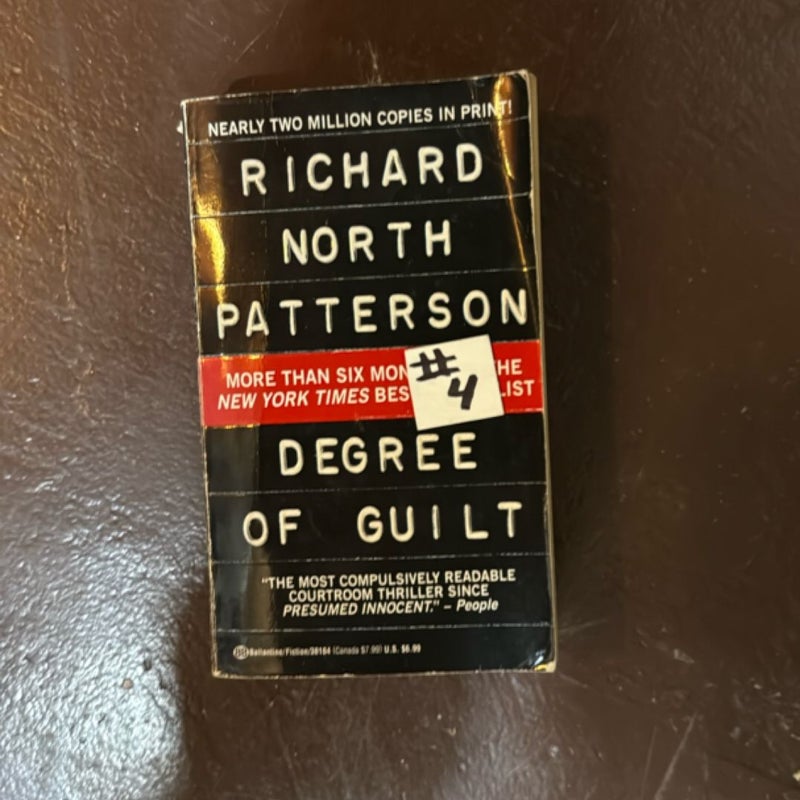 NEARLY TWO MILLION COPIES IN PRINT!
RICHARD
NORTH
PATTERSON
MORE THAN SIX MON HE
NEW YORK TIMES BES LIST
#4
DEGREE
OF GUILT
"THE MOST COMPULSIVELY READABLE
COURTROOM THRILLER SINCE
PRESUMED INNOCENT." – People
BB Ballantine/Fiction/38184 (Canada $7.99) U.S. $6.99